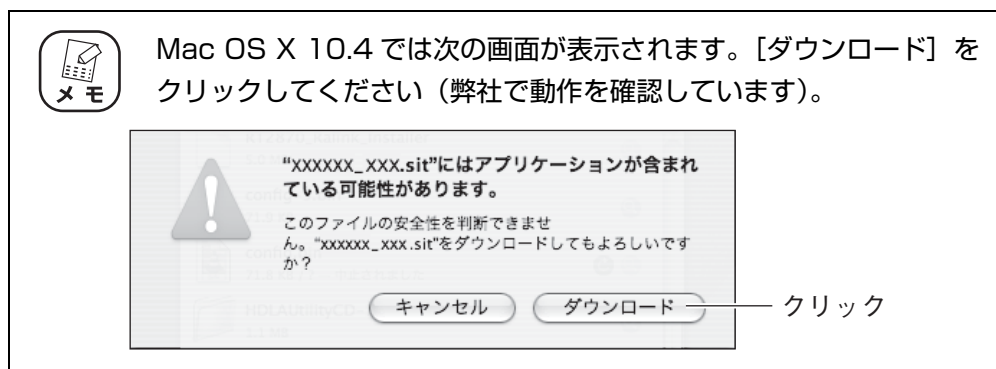 Mac OS X 10.4 では次の画面が表示されます。[ダウンロード] を
クリックしてください（弊社で動作を確認しています）。
メモ
“XXXXXX_XXX.sit”にはアプリケーションが含まれ
ている可能性があります。
このファイルの安全性を判断できませ
ん。“xxxxxx_xxx.sit”をダウンロードしてもよろしいです
か？
キャンセル
ダウンロード
クリック